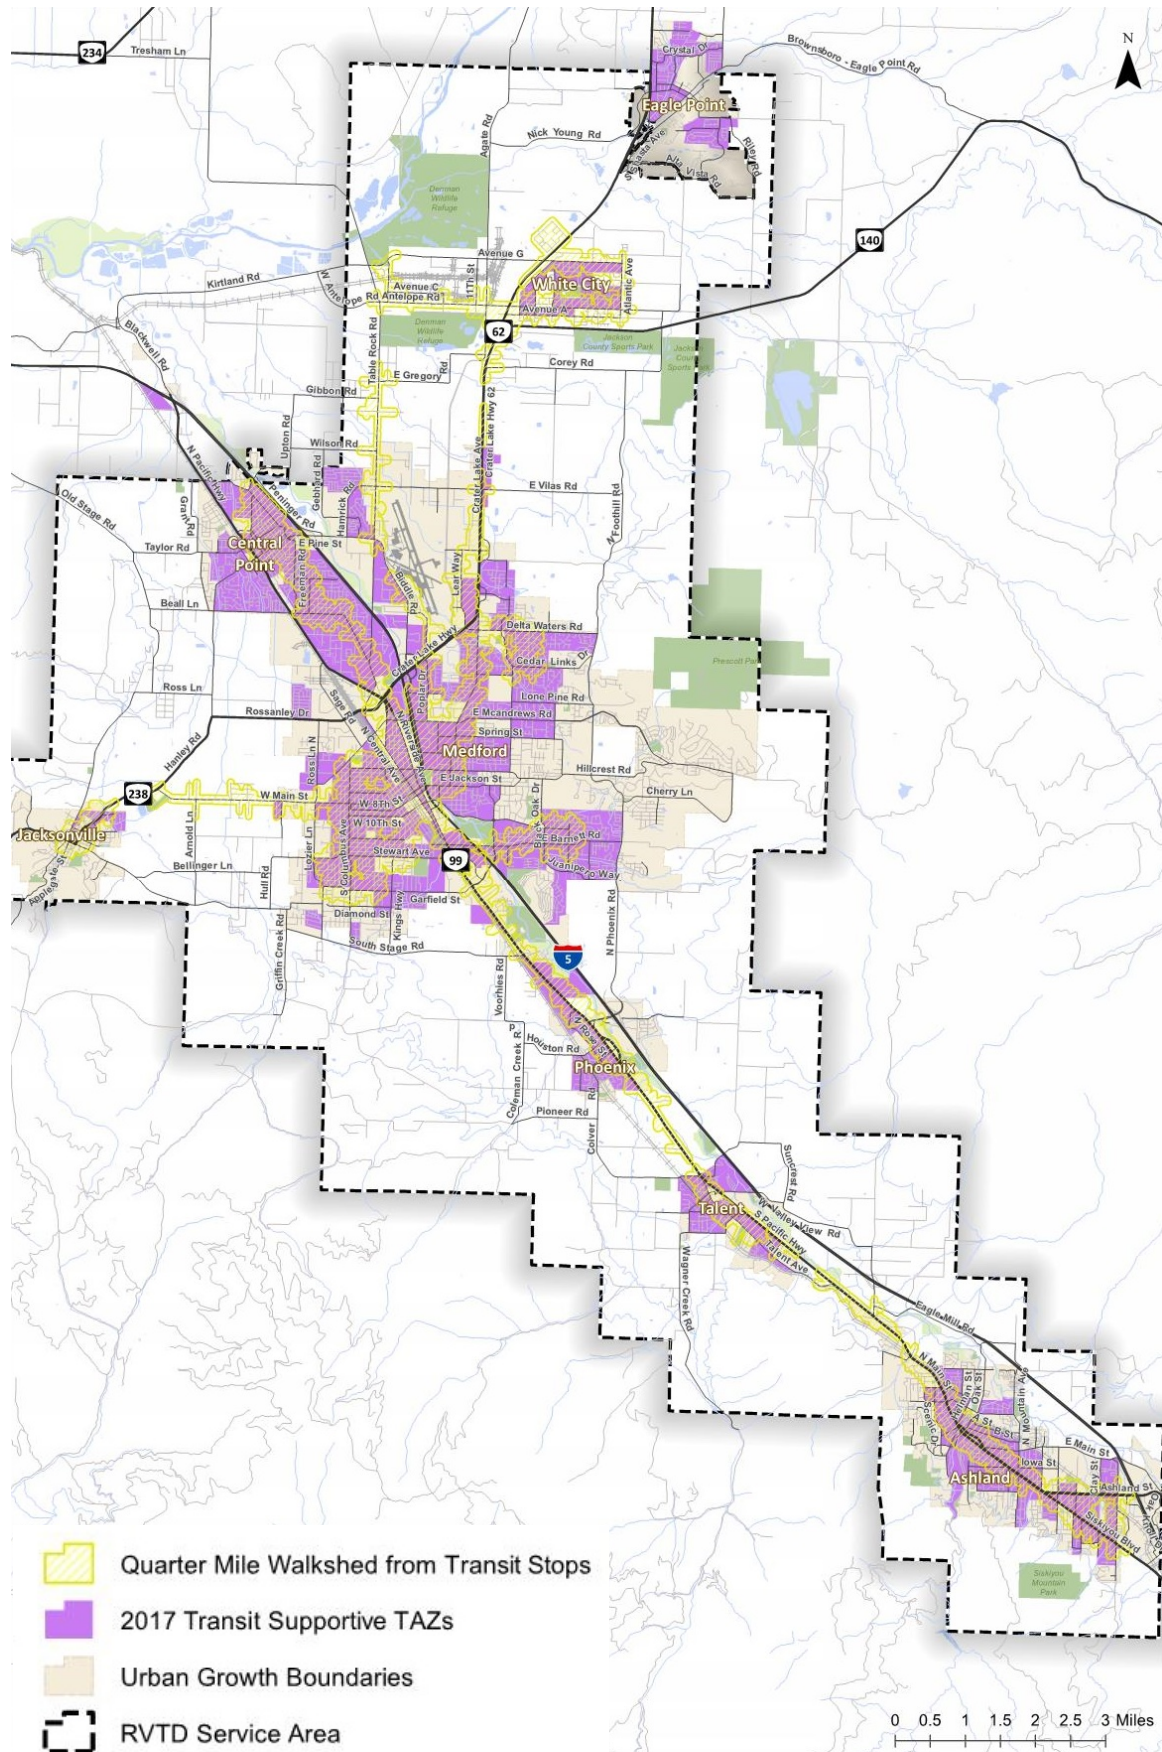 234
Tresham Ln
N
Crystal Dr
Brownsboro - Eagle Point Rd
Eagle Point
Agate Rd
Nick Young Rd
Shasta Ave
Alta Vista Rd
Riley Rd
Denman
Wildlife
Refuge
140
Avenue G
Kirtland Rd
W Antelope Rd
Antelope Rd
Avenue C
11Th St
White City
Atlantic Ave
Avenue A
62
Denman
Wildlife
Refuge
Jackson
County Sports Park
Blackwell Rd
Table Rock Rd
Corey Rd
E Gregory Rd
Gibbon Rd
Crater Lake Ave
Crater Lake Hwy 62
Upton Rd
Wilson Rd
N Pacific Hwy
Gebhard Rd
Hamrick Rd
E Vilas Rd
N Foothill Rd
Old Stage Rd
Grant Rd
Peninger Rd
Central
Point
E Pine St
Taylor Rd
Freeman Rd
Biddle Rd
Lear Way
Beall Ln
Delta Waters Rd
Crater Lake Hwy
Cedar Links Dr
Prescott Park
Ross Ln
Sage Rd
Poplar Dr
Lone Pine Rd
Rossanley Dr
N Riverside Ave
E Mcandrews Rd
Spring St
Hanley Rd
Ross Ln N
N Central Ave
Medford
Hillcrest Rd
E Jackson St
Cherry Ln
238
W Main St
W 8Th St
Black Oak Dr
Jacksonville
Arnold Ln
W 10Th St
E Barnett Rd
Lozier Ln
S Columbus Ave
Stewart Ave
99
Juanipero Way
Bellinger Ln
Applegate St
Hull Rd
Kings Hwy
Garfield St
Diamond St
N Phoenix Rd
South Stage Rd
Griffin Creek Rd
5
Voorhies Rd
N Rose St
Houston Rd
Coleman Creek R
Phoenix
Pioneer Rd
Colver Rd
Suncrest Rd
Talent
W Valley View Rd
S Pacific Hwy
Talent Ave
Wagner Creek Rd
Eagle Mill Rd
N Main St
Oak St
N Mountain Ave
Scenic Dr
A St
B St
E Main St
Iowa St
Ashland
Clay St
Ashland St
Siskiyou Blvd
Siskiyou
Mountain
Park
Quarter Mile Walkshed from Transit Stops
2017 Transit Supportive TAZs
Urban Growth Boundaries
RVTD Service Area
0 0.5 1 1.5 2 2.5 3 Miles